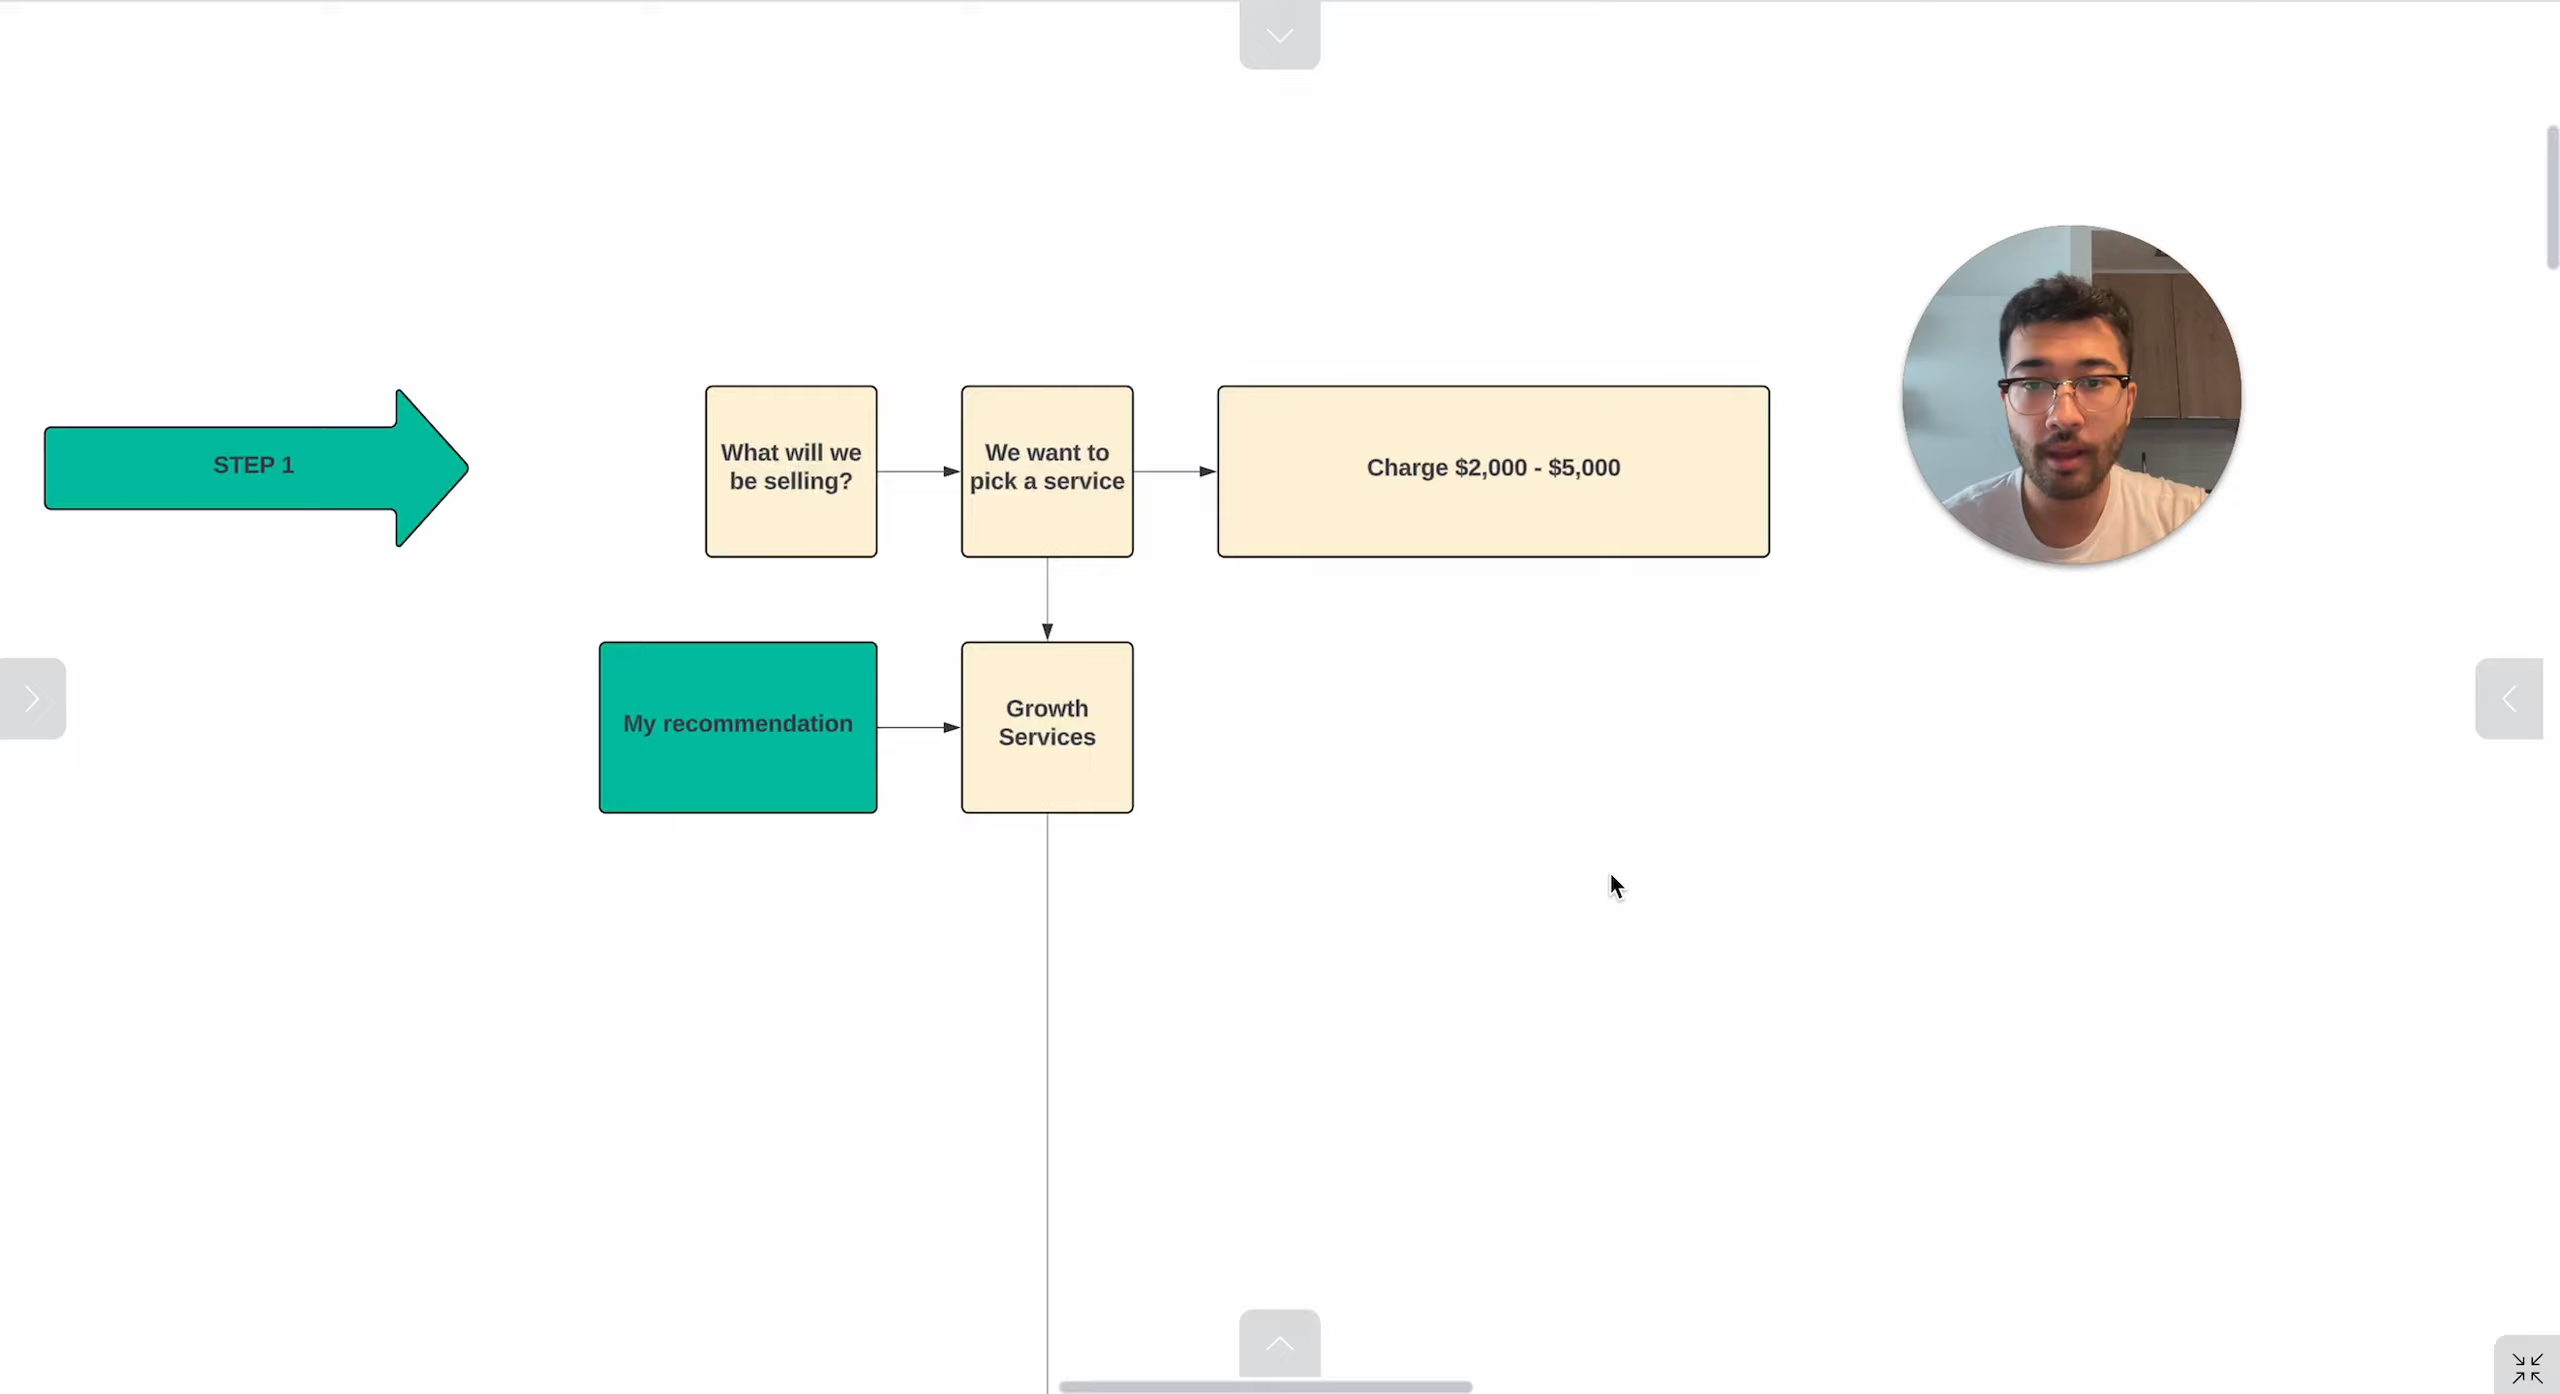 STEP 1
What will we
be selling?
We want to
pick a service
Charge $2,000 - $5,000
My recommendation
Growth
Services